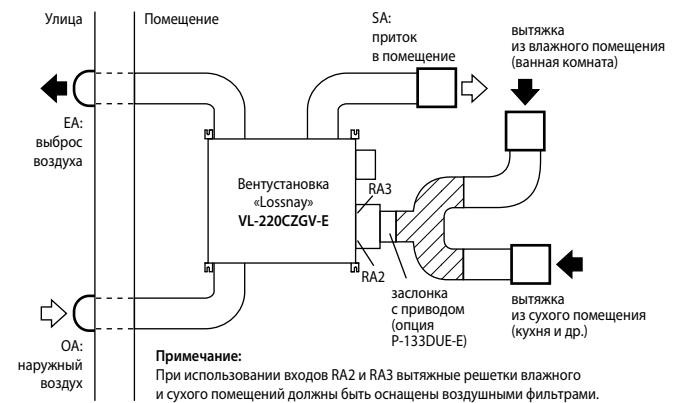 Улица
Помещение
SA:
приток
в помещение
вытяжка
из влажного помещения
(ванная комната)
EA:
выброс
воздуха
Вентустановка
«Lossnay»
VL-220CZGV-E
RA3
RA2
заслонка
с приводом
(опция
P-133DUE-E)
вытяжка
из сухого помещения
(кухня и др.)
OA:
наружный
воздух
Примечание:
При использовании входов RA2 и RA3 вытяжные решетки влажного
и сухого помещений должны быть оснащены воздушными фильтрами.